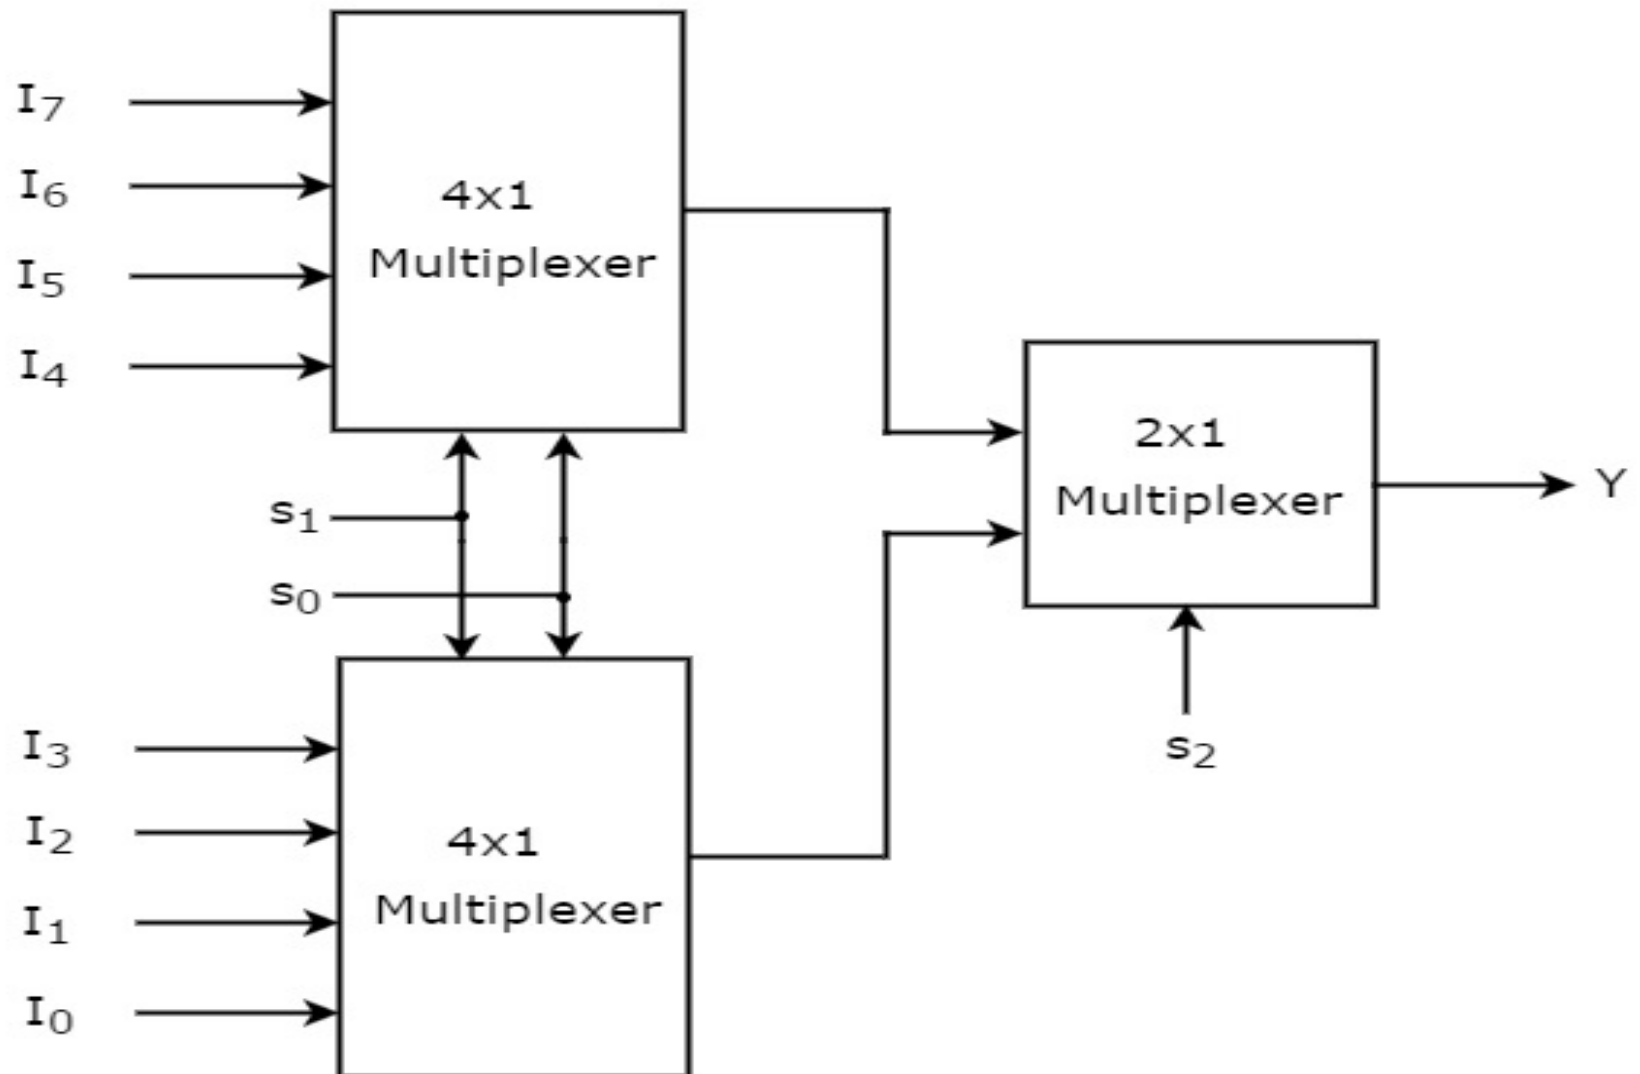 I7
I6
I5
I4
4x1
Multiplexer
s1
s0
2x1
Multiplexer
Y
s2
I3
I2
I1
I0
4x1
Multiplexer